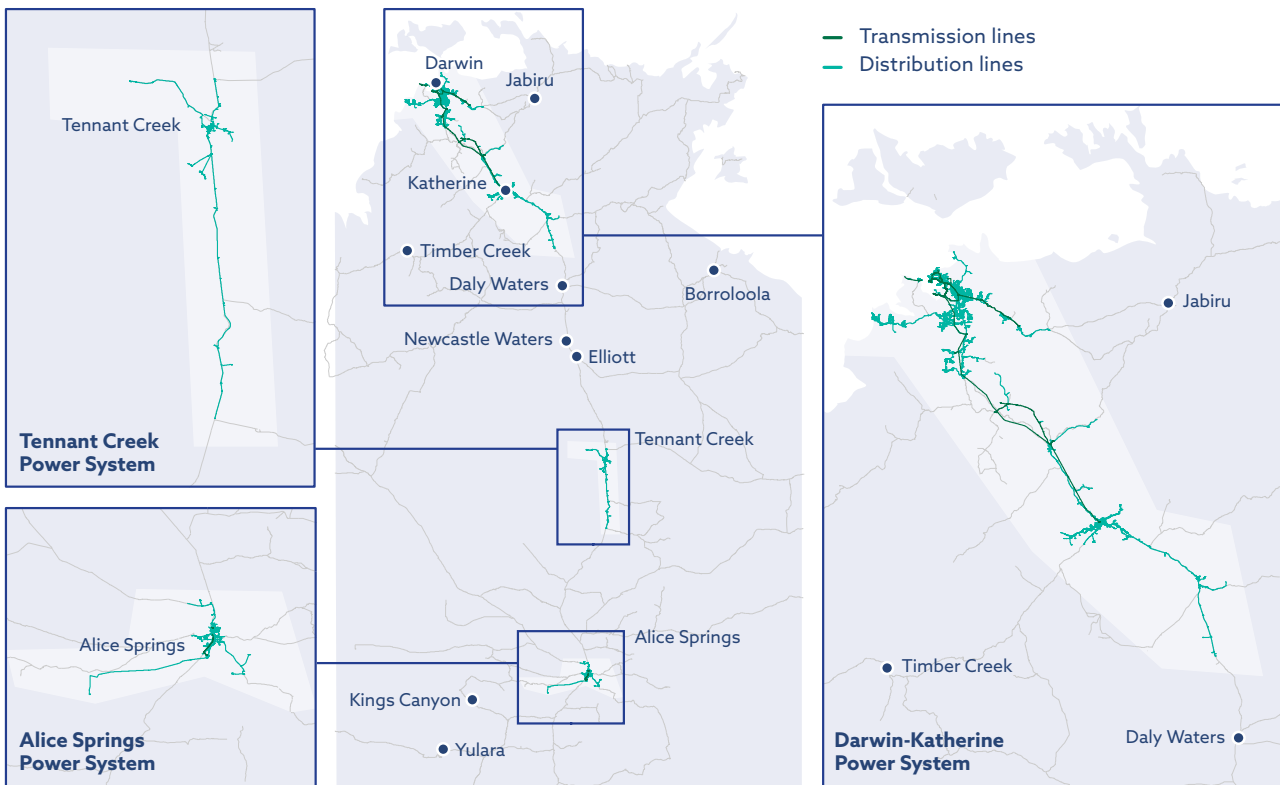 Transmission lines
Distribution lines
Tennant Creek
Tennant Creek
Power System
Alice Springs
Alice Springs
Power System
Darwin
Jabiru
Katherine
Timber Creek
Daly Waters
Borroloola
Newcastle Waters
Elliott
Tennant Creek
Alice Springs
Kings Canyon
Yulara
Jabiru
Timber Creek
Daly Waters
Darwin-Katherine
Power System